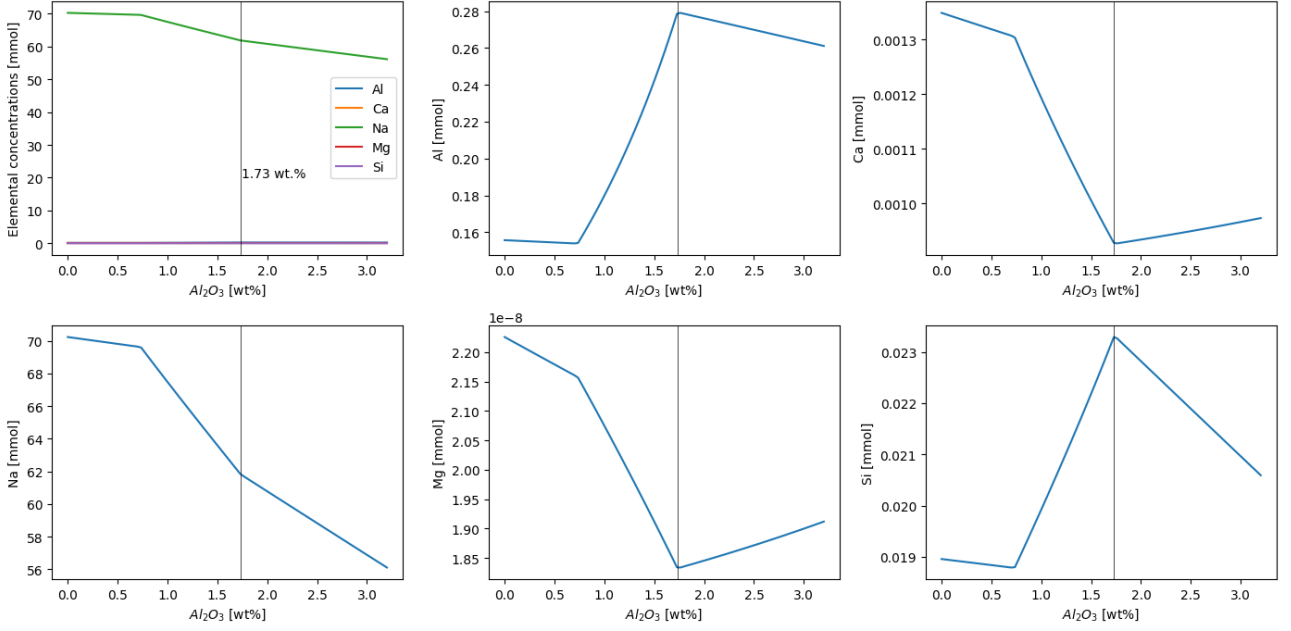 Elemental concentrations [mmol]
70
60
50
40
30
20
10
0
Al
Ca
Na
Mg
Si
1.73 wt.%
0.0 0.5 1.0 1.5 2.0 2.5 3.0
Al2O3 [wt%]
Al [mmol]
0.28
0.26
0.24
0.22
0.20
0.18
0.16
0.0 0.5 1.0 1.5 2.0 2.5 3.0
Al2O3 [wt%]
Ca [mmol]
0.0013
0.0012
0.0011
0.0010
0.0 0.5 1.0 1.5 2.0 2.5 3.0
Al2O3 [wt%]
Na [mmol]
70
68
66
64
62
60
58
56
0.0 0.5 1.0 1.5 2.0 2.5 3.0
Al2O3 [wt%]
1e−8
Mg [mmol]
2.20
2.15
2.10
2.05
2.00
1.95
1.90
1.85
0.0 0.5 1.0 1.5 2.0 2.5 3.0
Al2O3 [wt%]
Si [mmol]
0.023
0.022
0.021
0.020
0.019
0.0 0.5 1.0 1.5 2.0 2.5 3.0
Al2O3 [wt%]